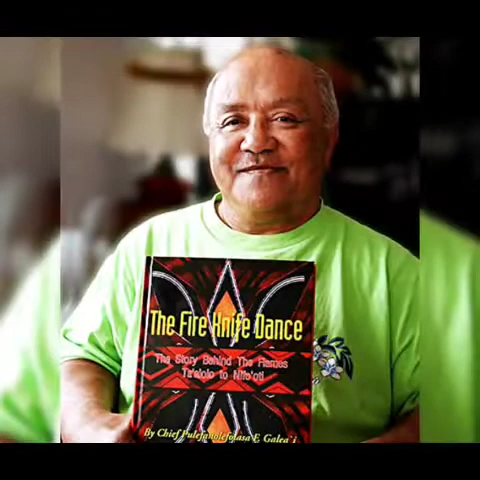 The Fire Knife Dance
The Story Behind The Flames
Ta'alolo to Nifo'oti
By Chief Pulefanolefolasa F. Galea'i